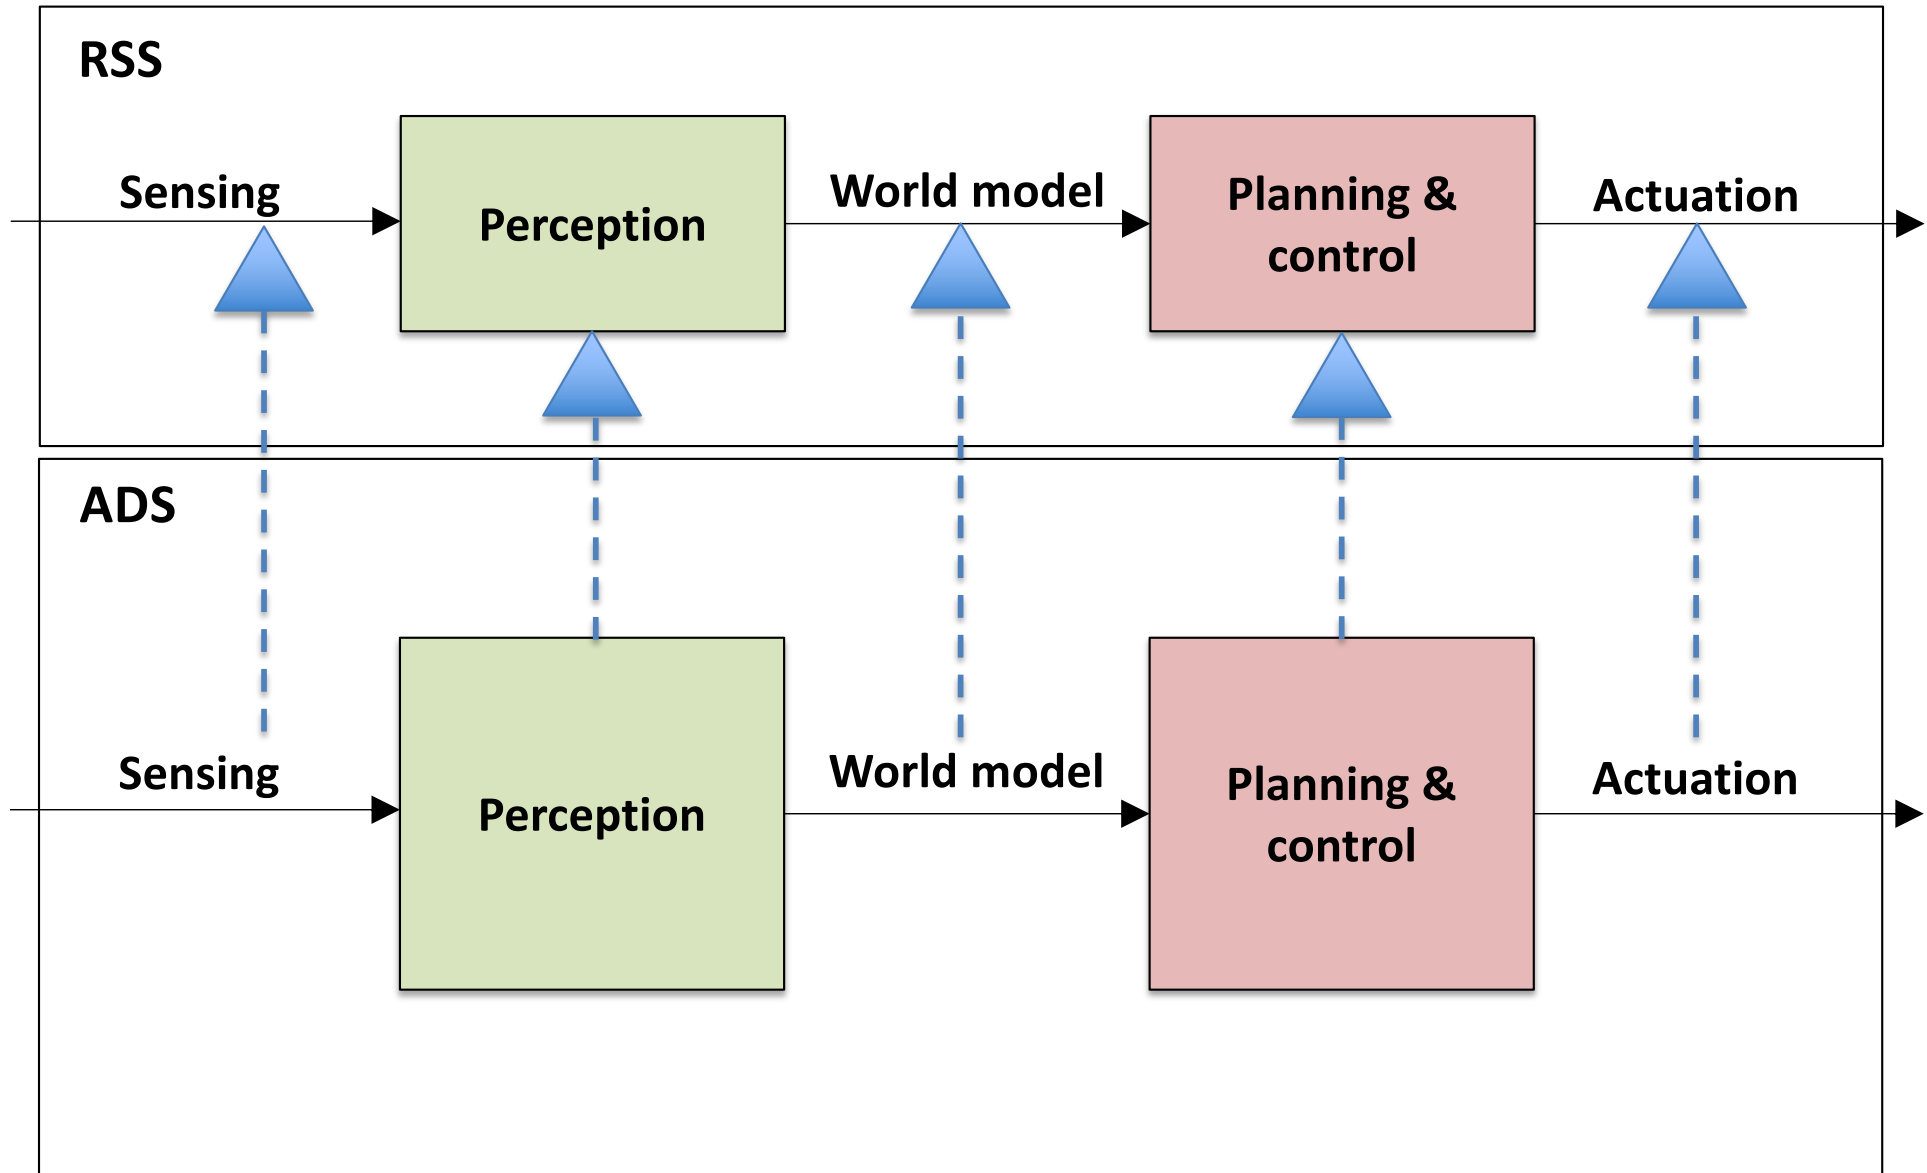 RSS
Sensing
Perception
World model
Planning &
control
Actuation
ADS
Sensing
Perception
World model
Planning &
control
Actuation